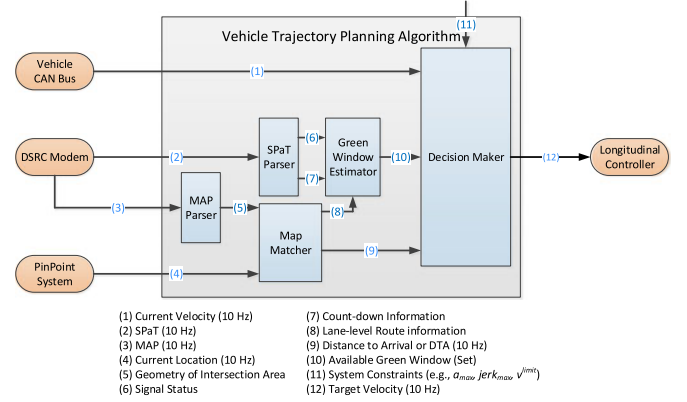 (11)
Vehicle Trajectory Planning Algorithm
Vehicle
CAN Bus
(1)
DSRC Modem
(2)
SPaT
Parser
(6)
(7)
Green
Window
Estimator
(10)
Decision Maker
(12)
Longitudinal
Controller
(3)
MAP
Parser
(5)
(8)
Map
Matcher
(9)
PinPoint
System
(4)
(1) Current Velocity (10 Hz)
(2) SPaT (10 Hz)
(3) MAP (10 Hz)
(4) Current Location (10 Hz)
(5) Geometry of Intersection Area
(6) Signal Status
(7) Count-down Information
(8) Lane-level Route information
(9) Distance to Arrival or DTA (10 Hz)
(10) Available Green Window (Set)
(11) System Constraints (e.g., amax, jerkmax, vlimit)
(12) Target Velocity (10 Hz)